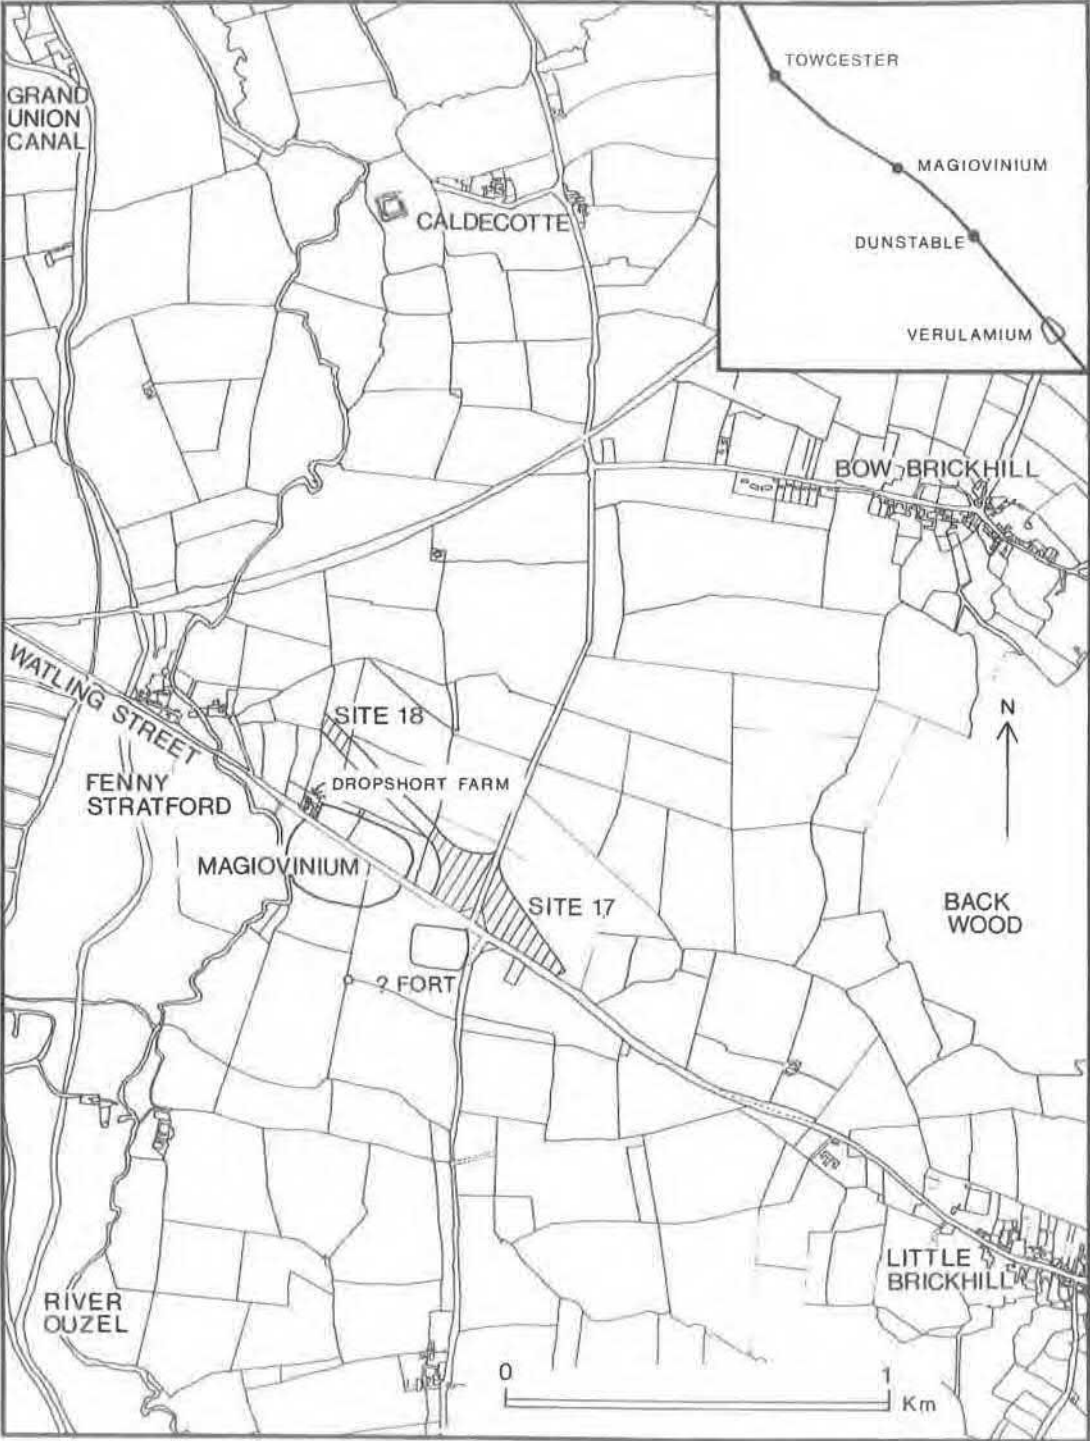 GRAND
UNION
CANAL
TOWCESTER
MAGIOVINIUM
DUNSTABLE
VERULAMIUM
CALDECOTTE
BOW BRICKHILL
WATLING STREET
SITE 18
N
DROPSHORT FARM
FENNY
STRATFORD
MAGIOVINIUM
SITE 17
BACK
WOOD
? FORT
LITTLE
BRICKHILL
RIVER
OUZEL
0 1
Km